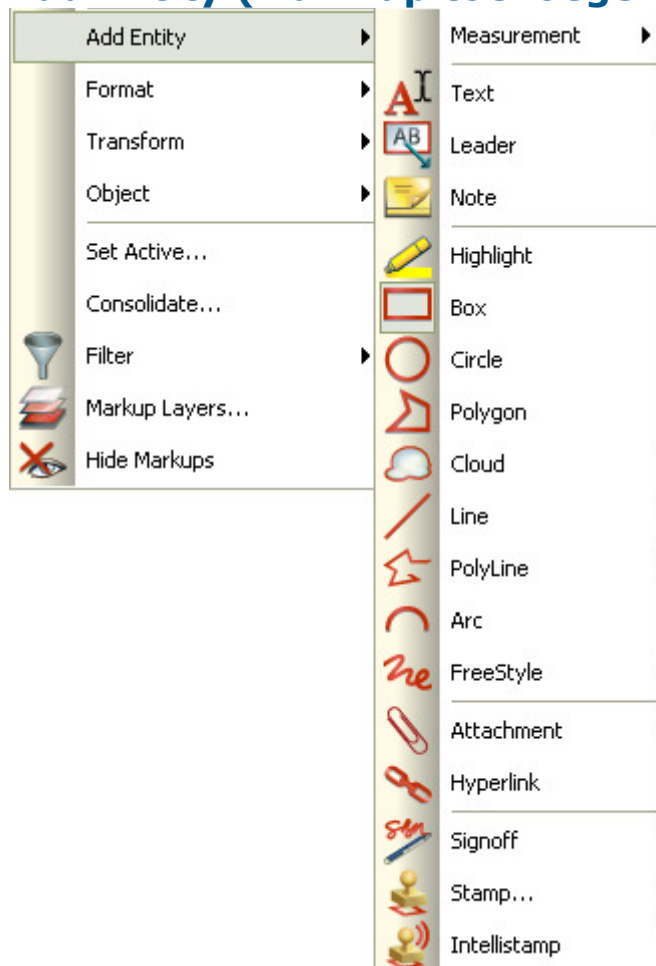 Add Entity
Format
Transform
Object
Set Active...
Consolidate...
Filter
Markup Layers...
Hide Markups
Measurement
Text
Leader
Note
Highlight
Box
Circle
Polygon
Cloud
Line
PolyLine
Arc
FreeStyle
Attachment
Hyperlink
Signoff
Stamp...
Intellistamp